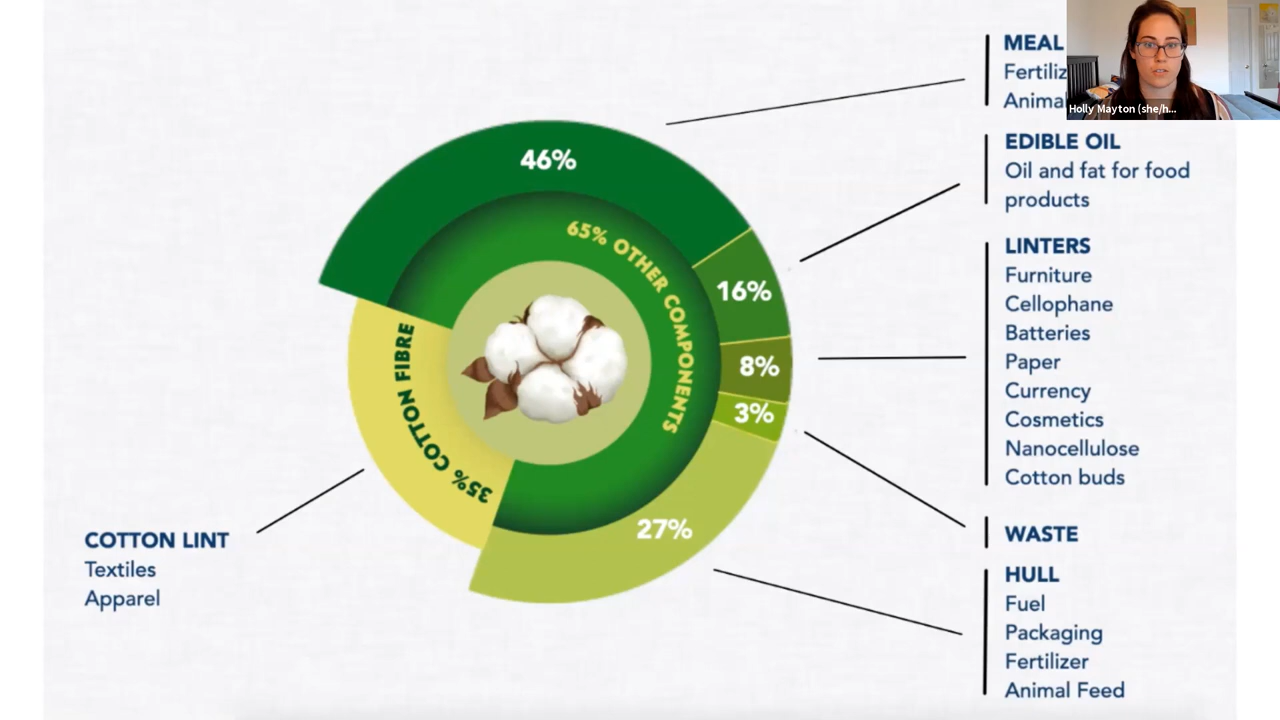 MEAL
EDIBLE OIL
Oil and fat for food
products
LINTERS
Furniture
Cellophane
Batteries
Paper
Currency
Cosmetics
Nanocellulose
Cotton buds
WASTE
HULL
Fuel
Packaging
Fertilizer
Animal Feed
46%
16%
8%
3%
27%
65% OTHER COMPONENTS
35% COTTON FIBRE
COTTON LINT
Textiles
Apparel
Holly Mayton (she/h...